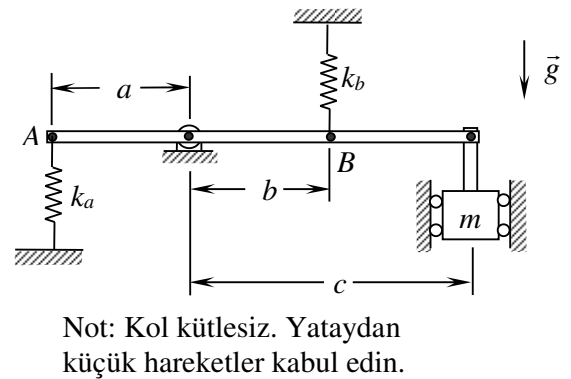 a
k_b
g⃗
A
B
b
k_a
m
c
Not: Kol kütlesiz. Yataydan
küçük hareketler kabul edin.